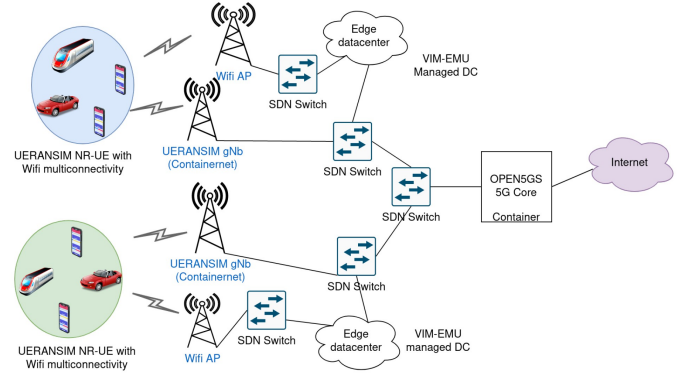 Edge
datacenter
VIM-EMU
Managed DC
Wifi AP
SDN Switch
UERANSIM NR-UE with
Wifi multiconnectivity
UERANSIM gNb
(Containernet)
SDN Switch
SDN Switch
OPEN5GS
5G Core
Container
Internet
UERANSIM gNb
(Containernet)
SDN Switch
UERANSIM NR-UE with
Wifi multiconnectivity
Wifi AP
SDN Switch
Edge
datacenter
VIM-EMU
managed DC